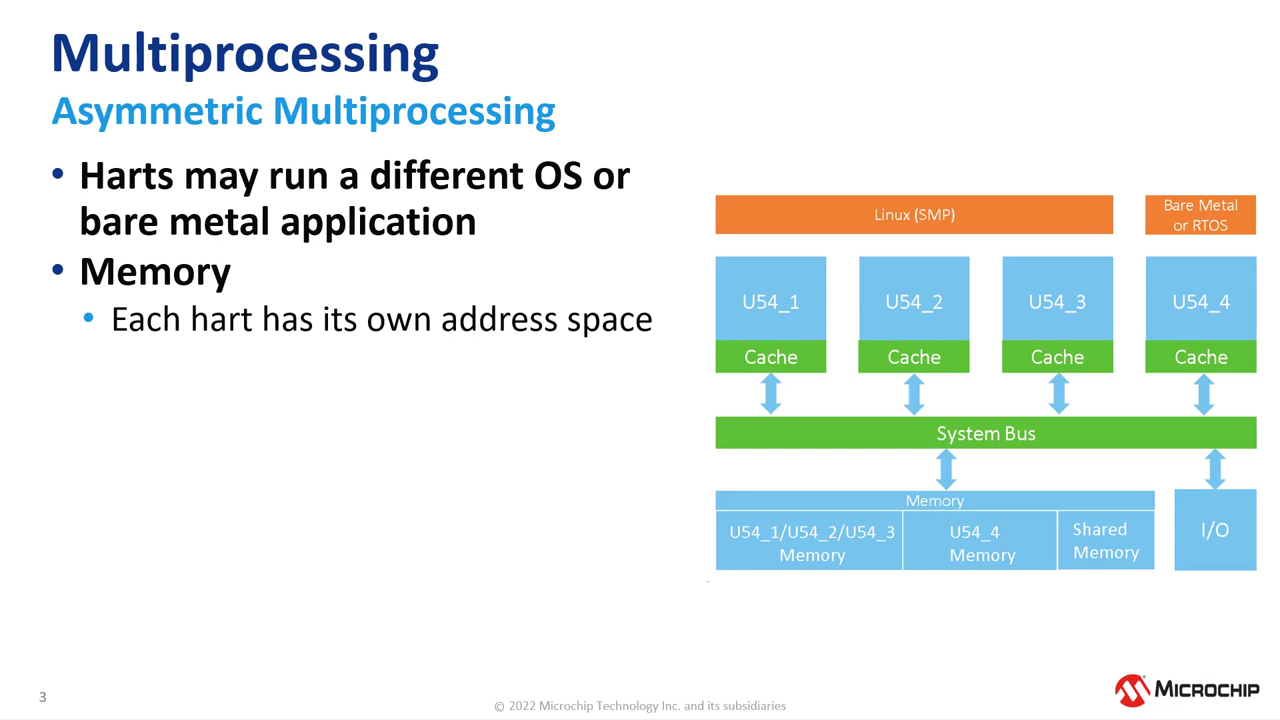 Multiprocessing
Asymmetric Multiprocessing
• Harts may run a different OS or
bare metal application
• Memory
• Each hart has its own address space
Linux (SMP)
Bare Metal
or RTOS
U54_1
U54_2
U54_3
U54_4
Cache
Cache
Cache
Cache
System Bus
Memory
U54_1/U54_2/U54_3
Memory
U54_4
Memory
Shared
Memory
I/O
3
© 2022 Microchip Technology Inc. and its subsidiaries
MICROCHIP